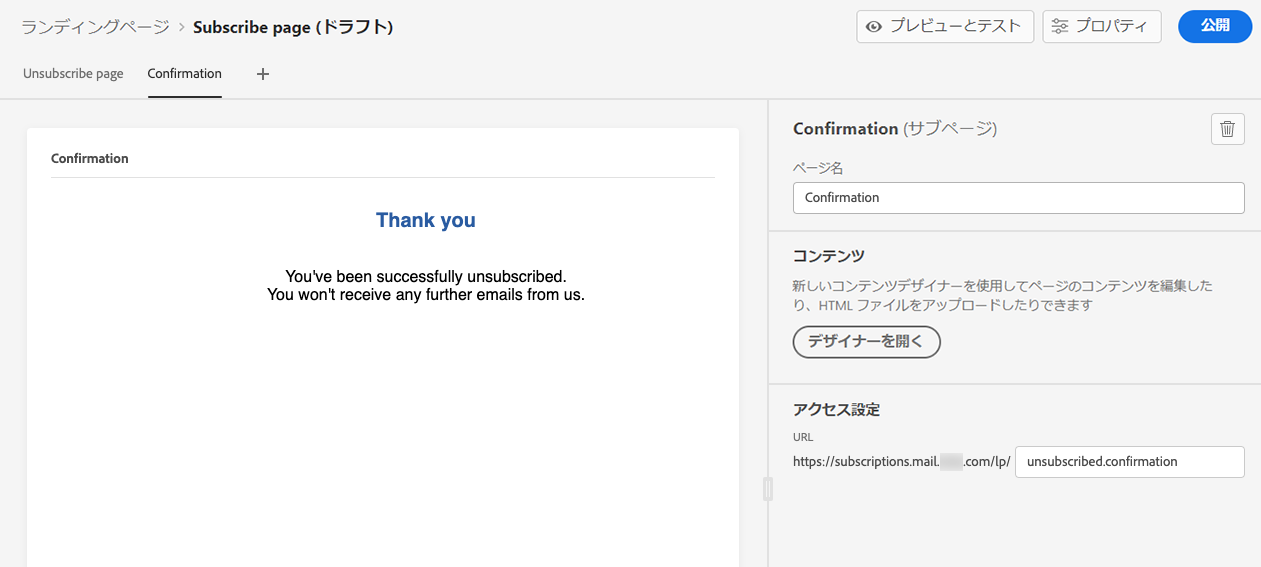 ランディングページ > Subscribe page (ドラフト)
プレビューとテスト
プロパティ
公開
Unsubscribe page
Confirmation
+
Confirmation
Thank you
You've been successfully unsubscribed.
You won't receive any further emails from us.
Confirmation (サブページ)
ページ名
Confirmation
コンテンツ
新しいコンテンツデザイナーを使用してページのコンテンツを編集した
り、HTML ファイルをアップロードしたりできます
デザイナーを開く
アクセス設定
URL
https://subscriptions.mail. .com/lp/ unsubscribed.confirmation